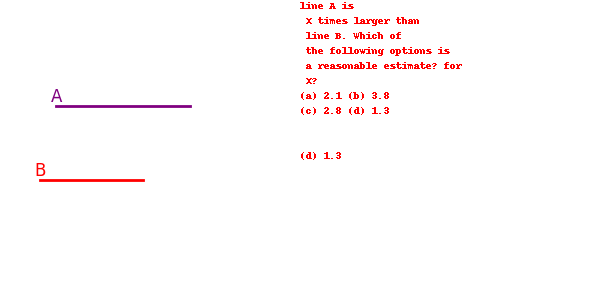 line A is
X times larger than
line B. Which of
the following options is
a reasonable estimate? for
X?
(a) 2.1 (b) 3.8
(c) 2.8 (d) 1.3
(d) 1.3
A
B